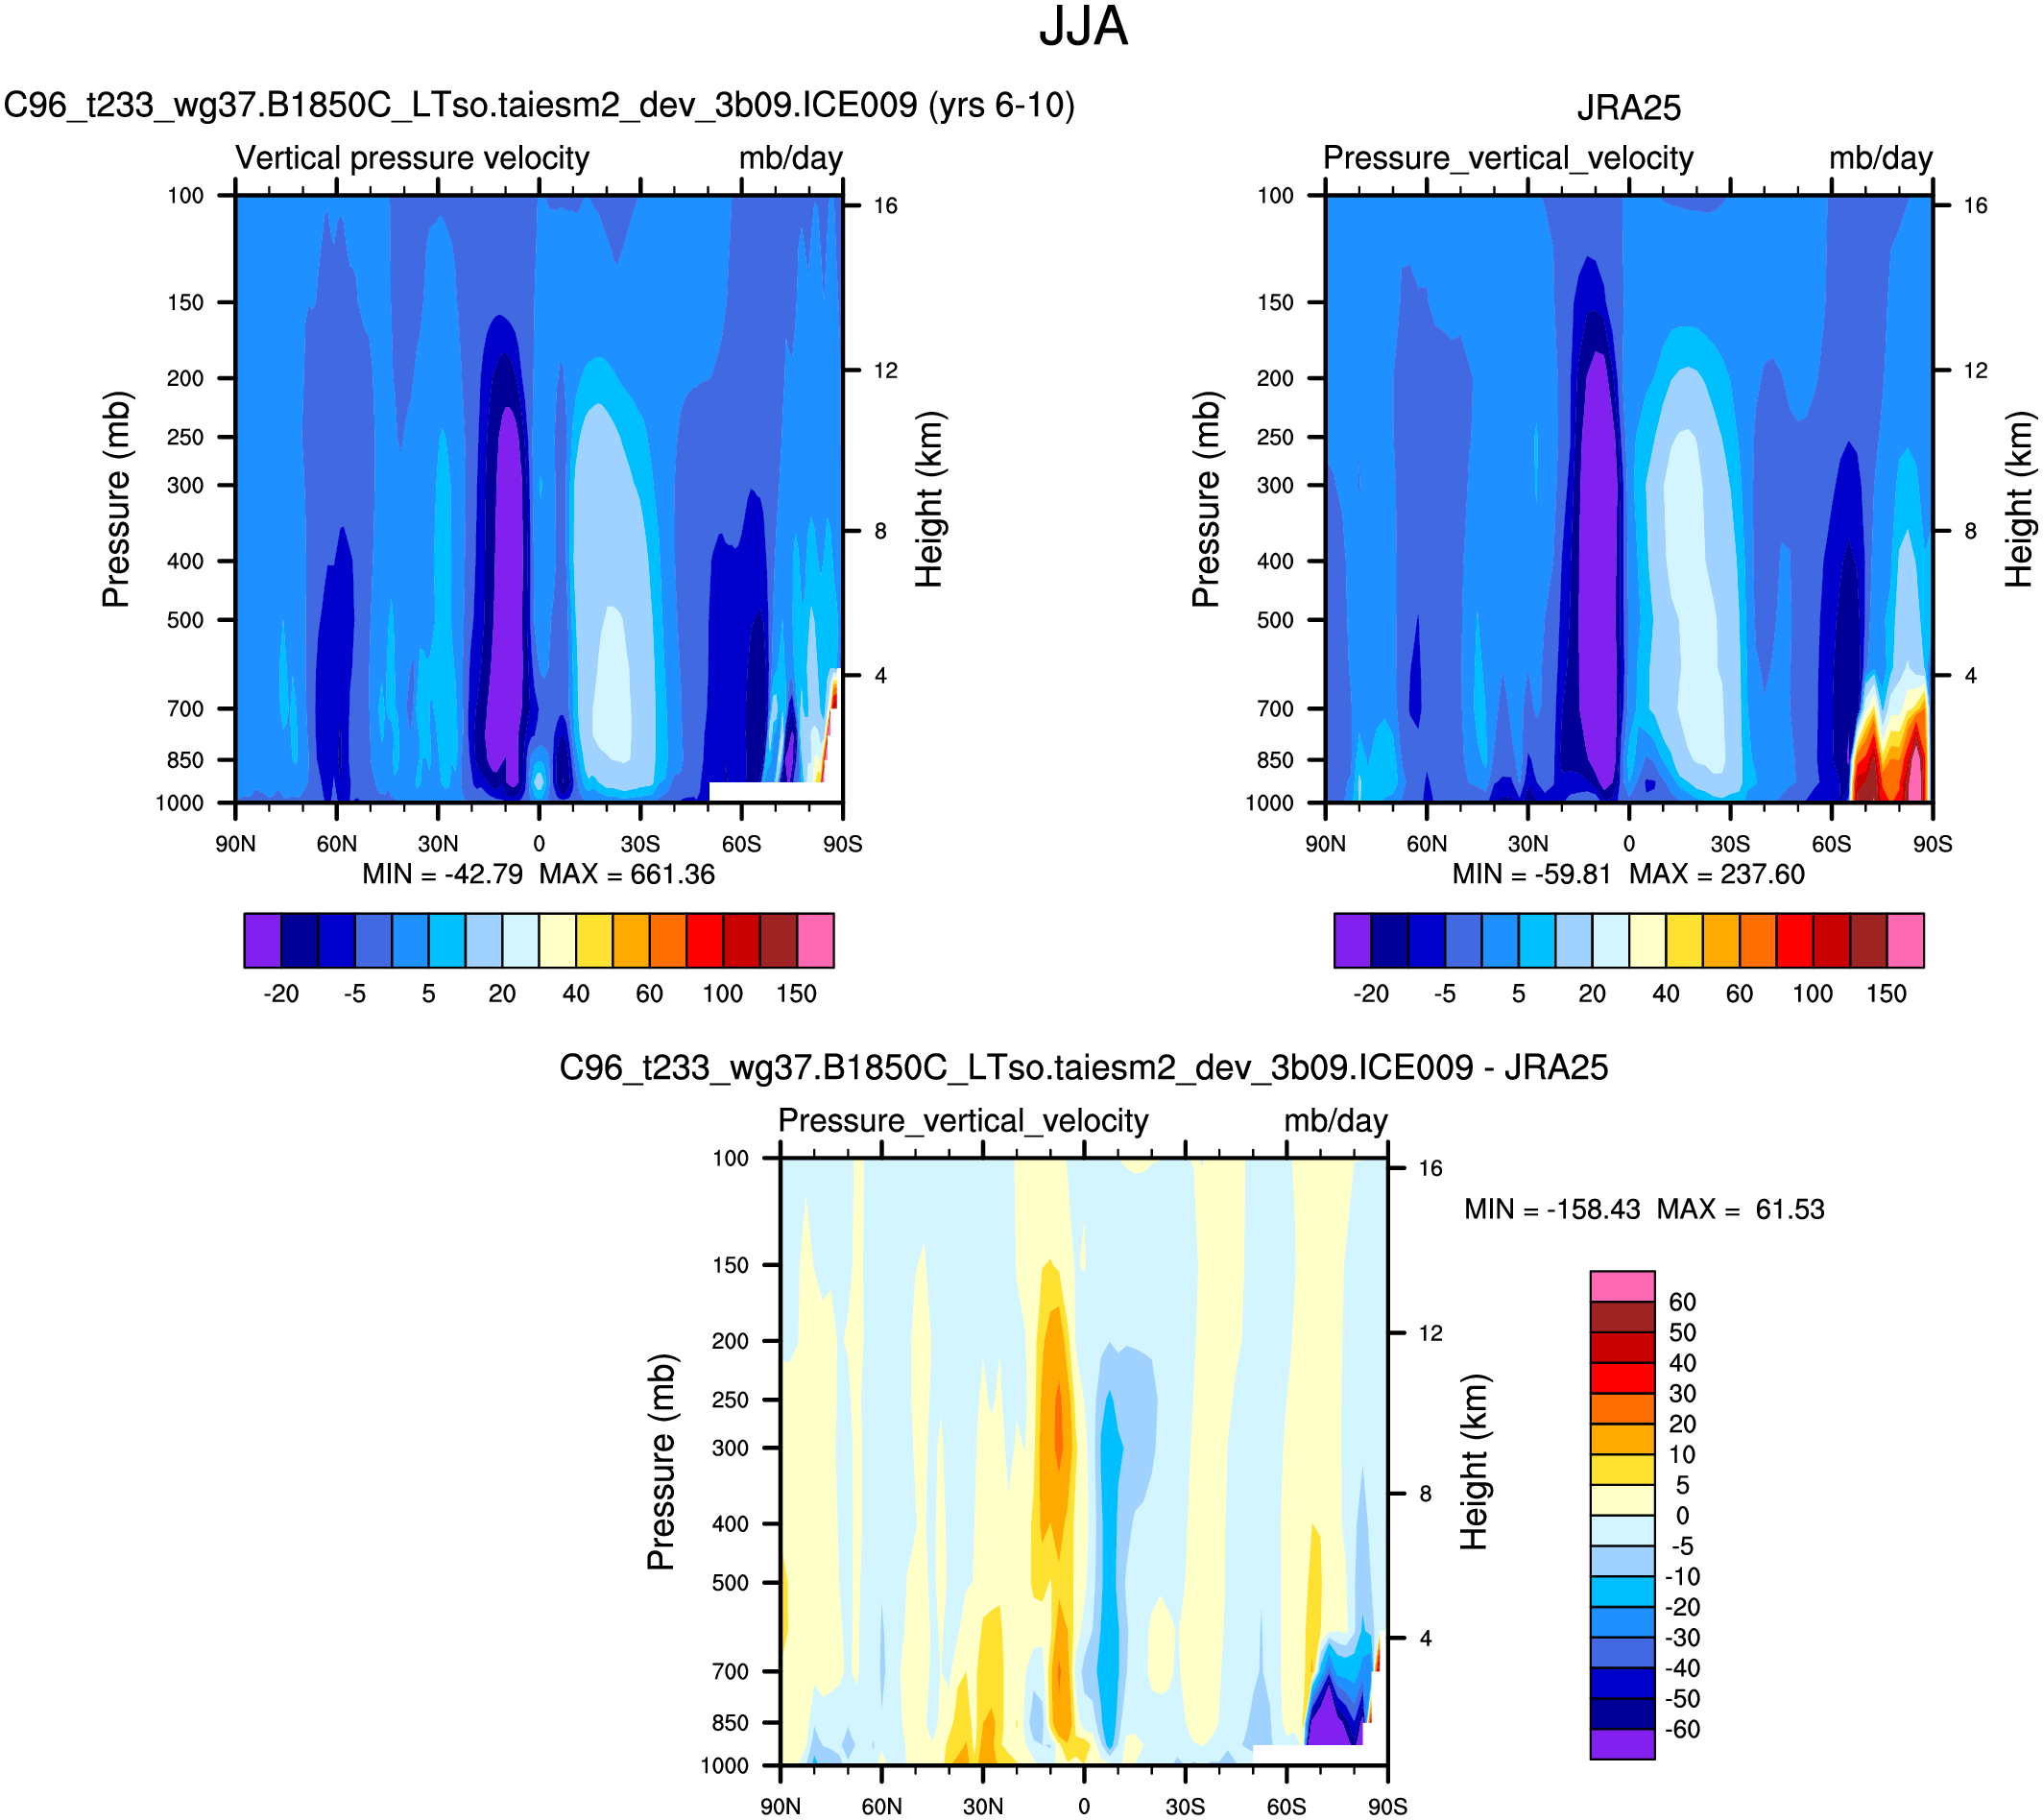 JJA
C96_t233_wg37.B1850C_LTso.taiesm2_dev_3b09.ICE009 (yrs 6-10)
Vertical pressure velocity mb/day
Pressure (mb)
100
150
200
250
300
400
500
700
850
1000
16
12
8
4
Height (km)
90N 60N 30N 0 30S 60S 90S
MIN = -42.79 MAX = 661.36
-20 -5 5 20 40 60 100 150
JRA25
Pressure_vertical_velocity mb/day
Pressure (mb)
100
150
200
250
300
400
500
700
850
1000
16
12
8
4
Height (km)
90N 60N 30N 0 30S 60S 90S
MIN = -59.81 MAX = 237.60
-20 -5 5 20 40 60 100 150
C96_t233_wg37.B1850C_LTso.taiesm2_dev_3b09.ICE009 - JRA25
Pressure_vertical_velocity mb/day
Pressure (mb)
100
150
200
250
300
400
500
700
850
1000
16
12
8
4
Height (km)
90N 60N 30N 0 30S 60S 90S
MIN = -158.43 MAX = 61.53
60
50
40
30
20
10
5
0
-5
-10
-20
-30
-40
-50
-60